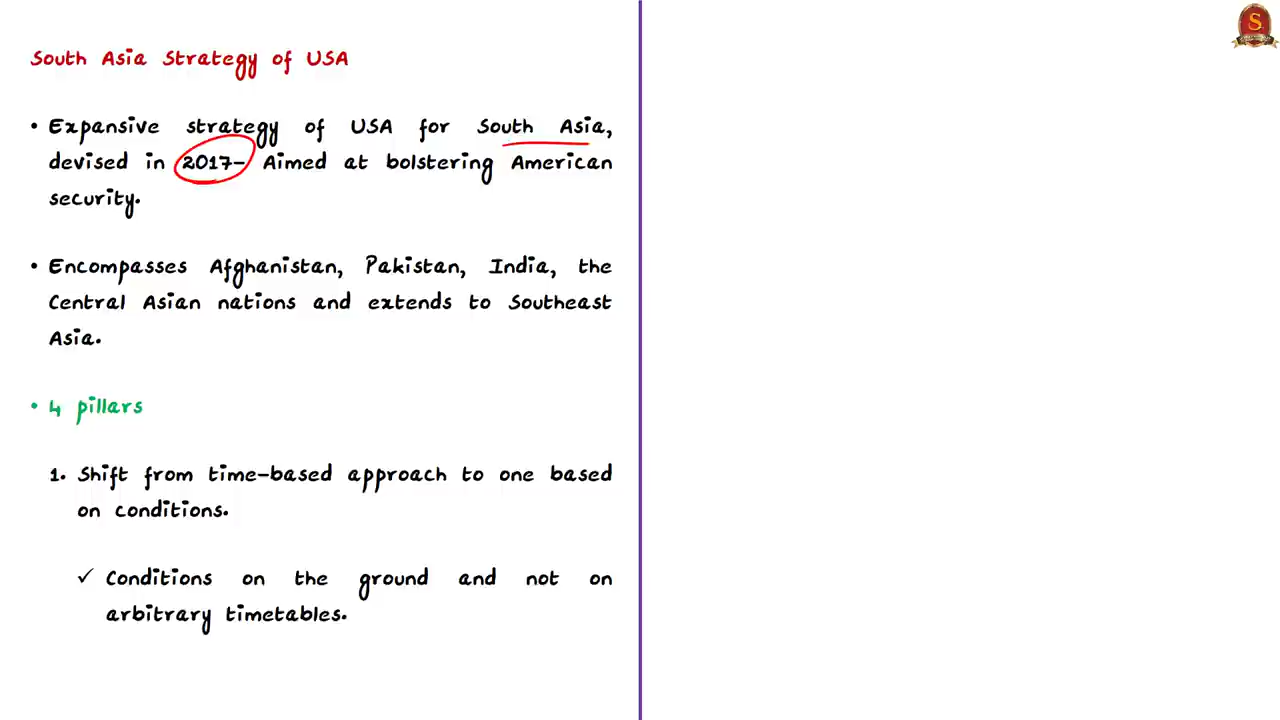 South Asia Strategy of USA
• Expansive strategy of USA for South Asia,
devised in 2017- Aimed at bolstering American
security.
• Encompasses Afghanistan, Pakistan, India, the
Central Asian nations and extends to Southeast
Asia.
• 4 pillars
1. Shift from time-based approach to one based
on conditions.
✓ Conditions on the ground and not on
arbitrary timetables.
S